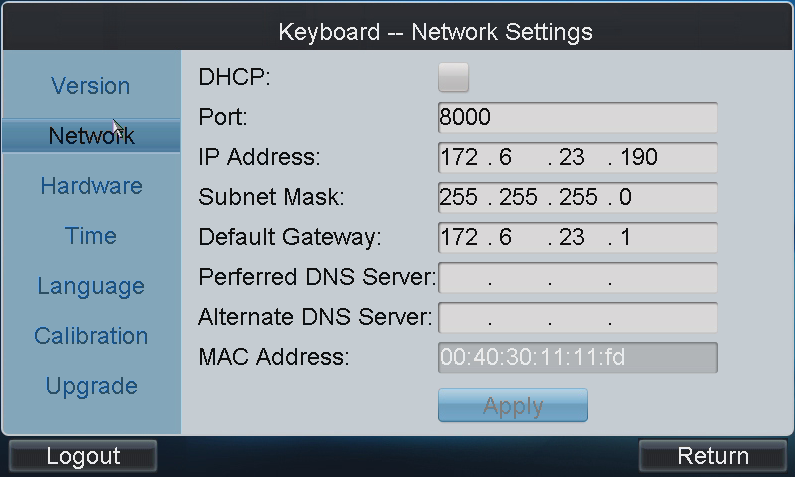 Keyboard -- Network Settings
Version
Network
Hardware
Time
Language
Calibration
Upgrade
DHCP:
Port: 8000
IP Address: 172 . 6 . 23 . 190
Subnet Mask: 255 . 255 . 255 . 0
Default Gateway: 172 . 6 . 23 . 1
Perferred DNS Server: . . .
Alternate DNS Server: . . .
MAC Address: 00:40:30:11:11:fd
Apply
Logout
Return